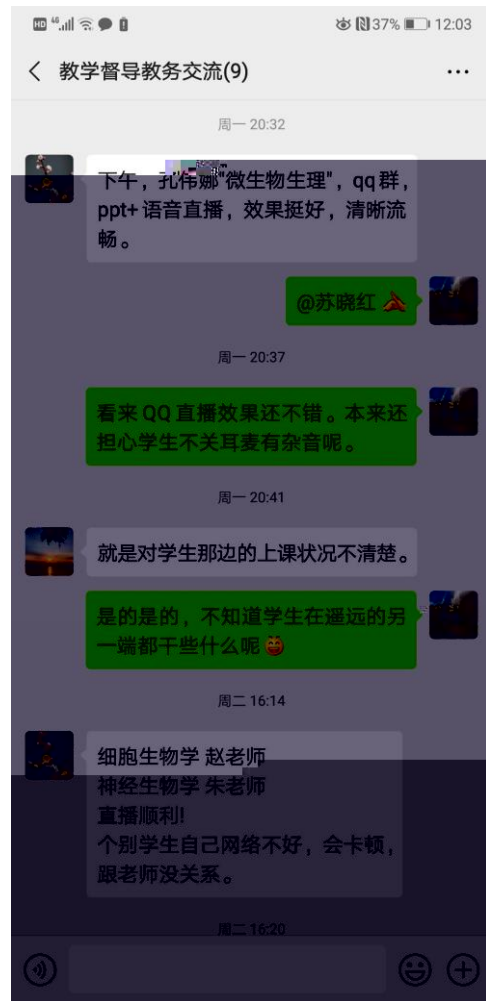 HD 46 37% 12:03
教学督导教务交流(9)
周一 20:32
下午，孔伟娜"微生物生理"，qq群，
ppt+语音直播，效果挺好，清晰流
畅。
@苏晓红
周一 20:37
看来QQ直播效果还不错。本来还
担心学生不关耳麦有杂音呢。
周一 20:41
就是对学生那边的上课状况不清楚。
是的是的，不知道学生在遥远的另
一端都干些什么呢
周二 16:14
细胞生物学 赵老师
神经生物学 朱老师
直播顺利!
个别学生自己网络不好，会卡顿，
跟老师没关系。
周二 16:20